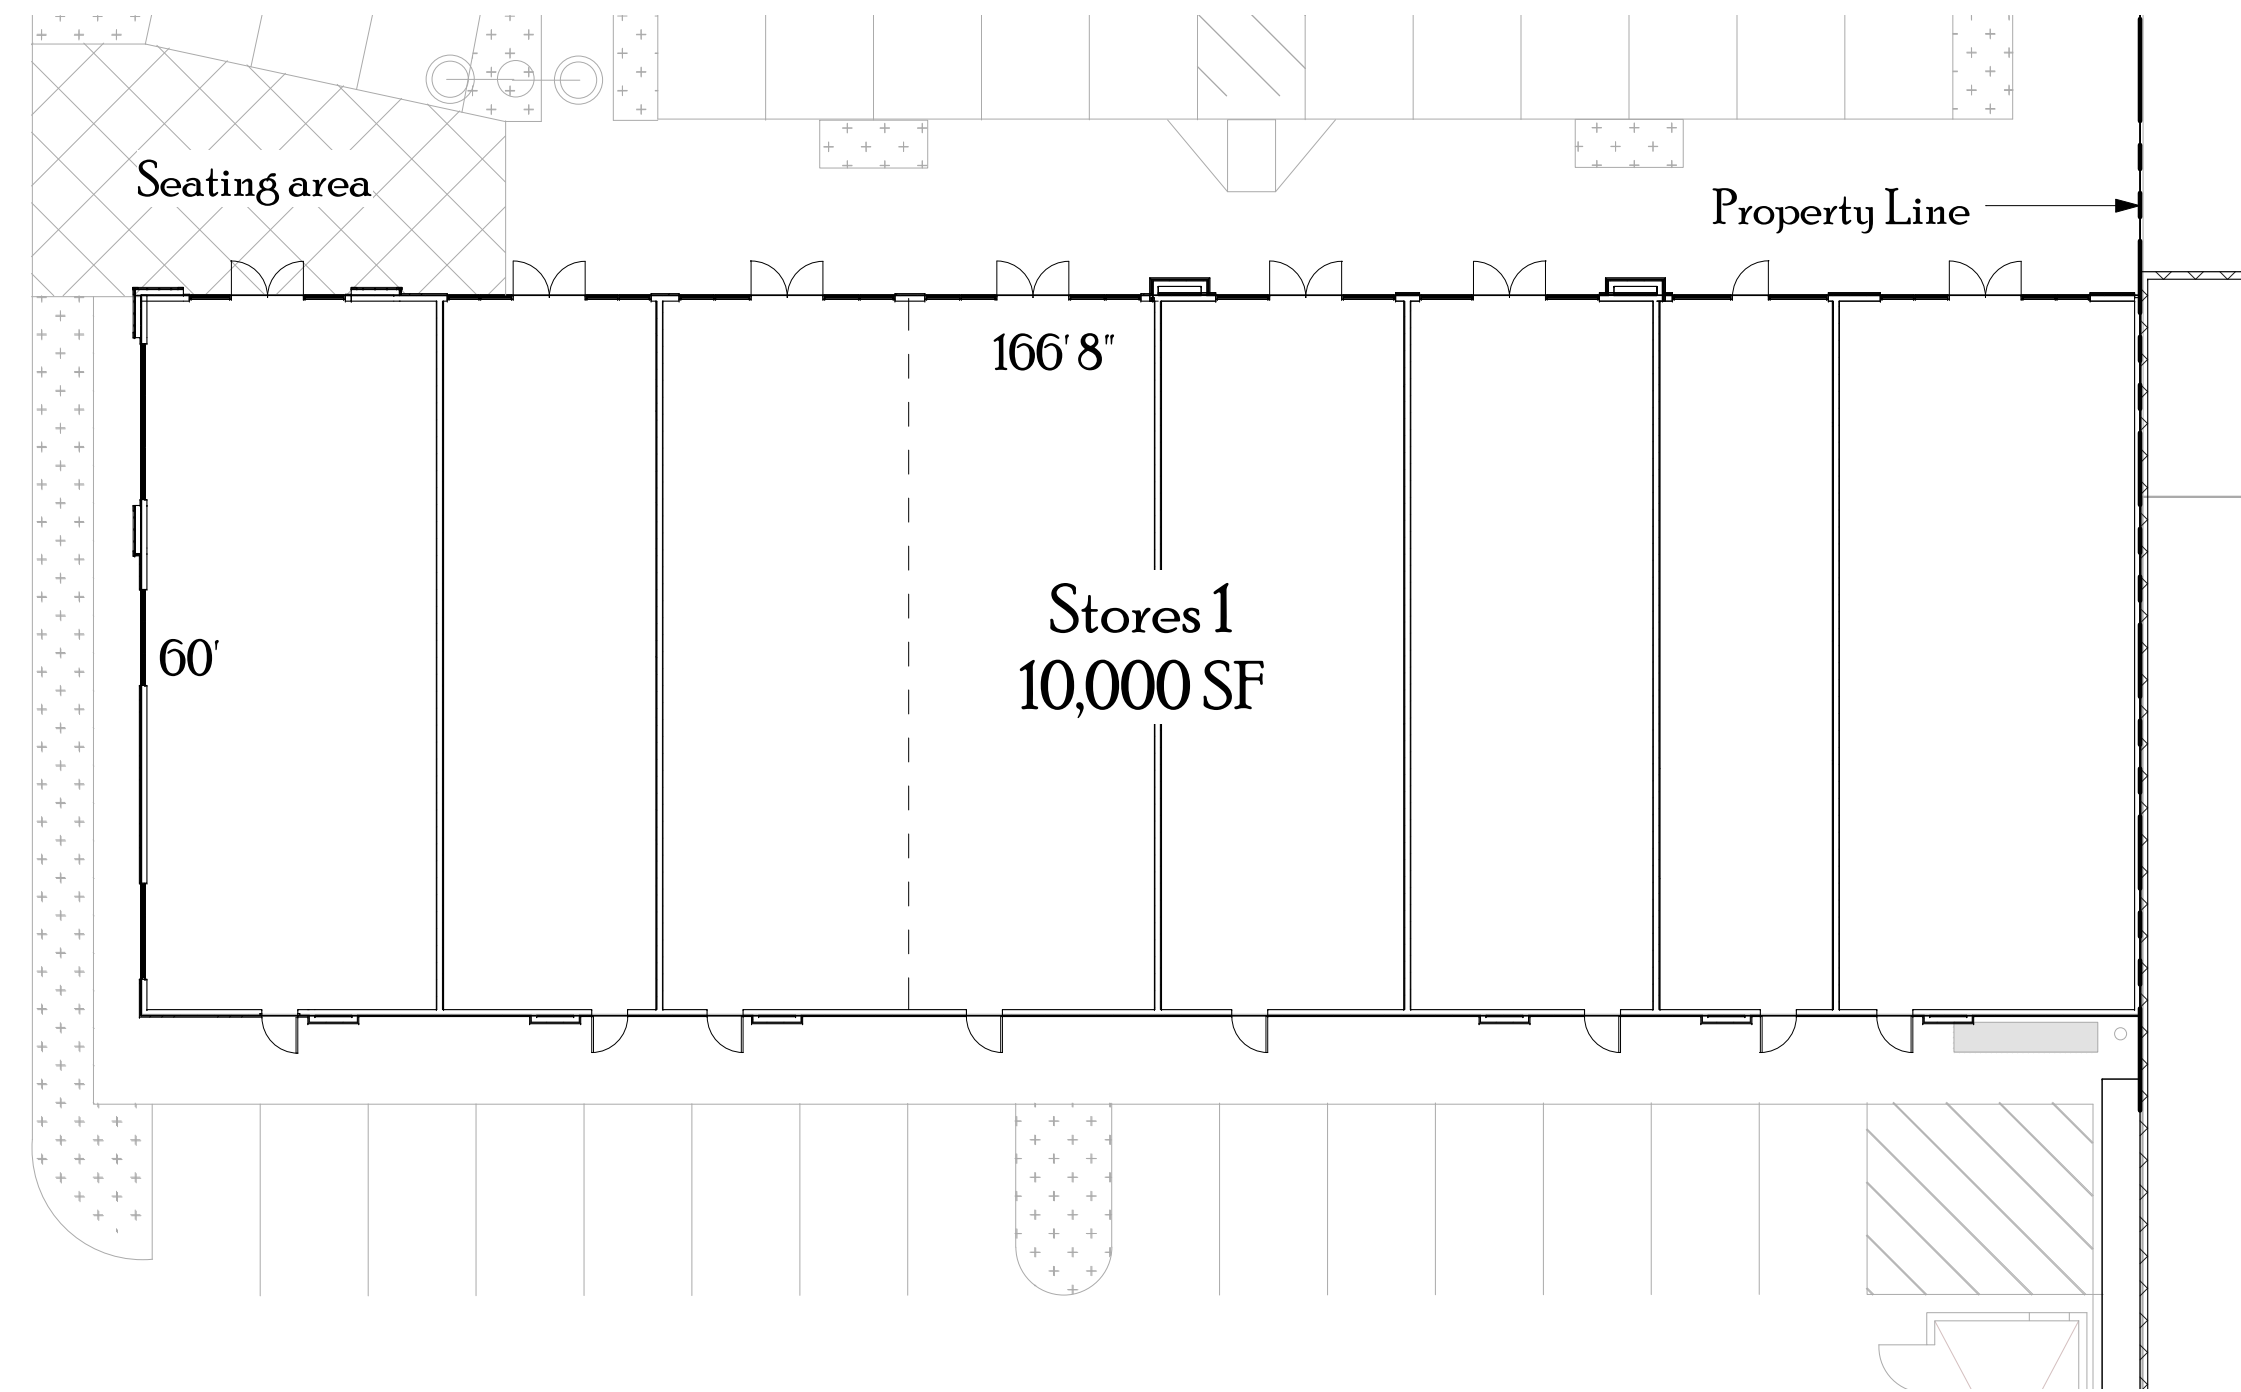 Seating area
Property Line
166' 8"
Stores 1
10,000 SF
60'